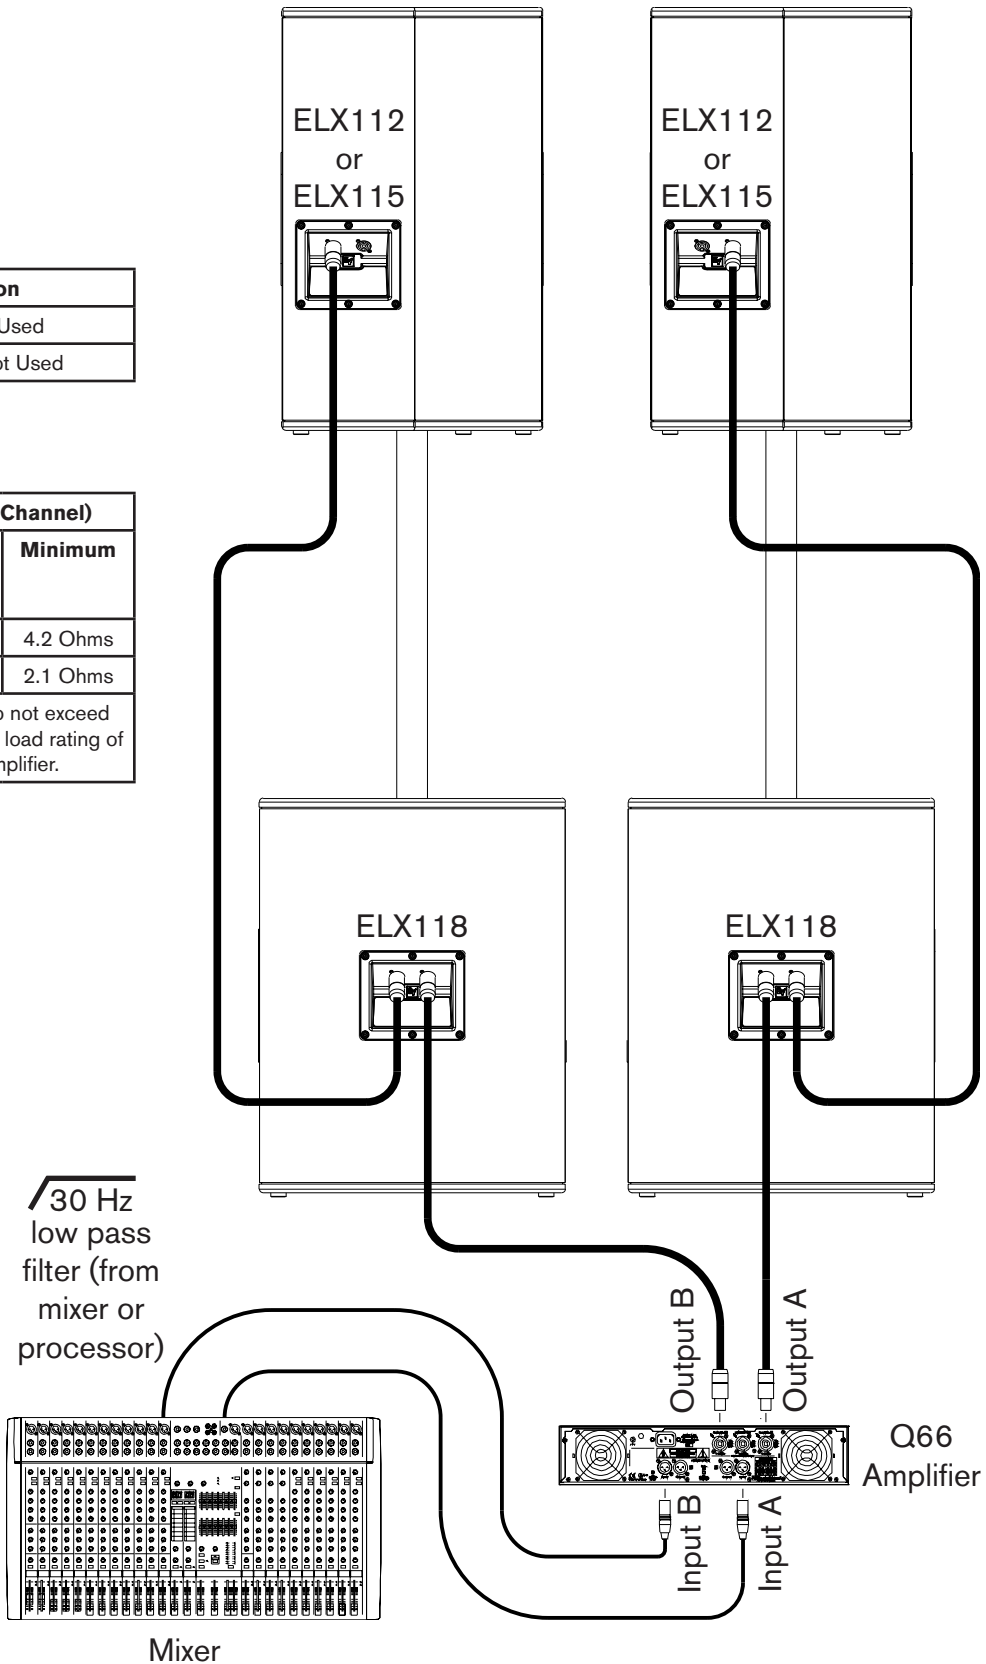 ELX112
or
ELX115
ELX112
or
ELX115
on
Used
ot Used
Channel)
Minimum
4.2 Ohms
2.1 Ohms
o not exceed
load rating of
mplifier.
ELX118
ELX118
30 Hz
low pass
filter (from
mixer or
processor)
Output B
Output A
Q66
Amplifier
Input B
Input A
Mixer